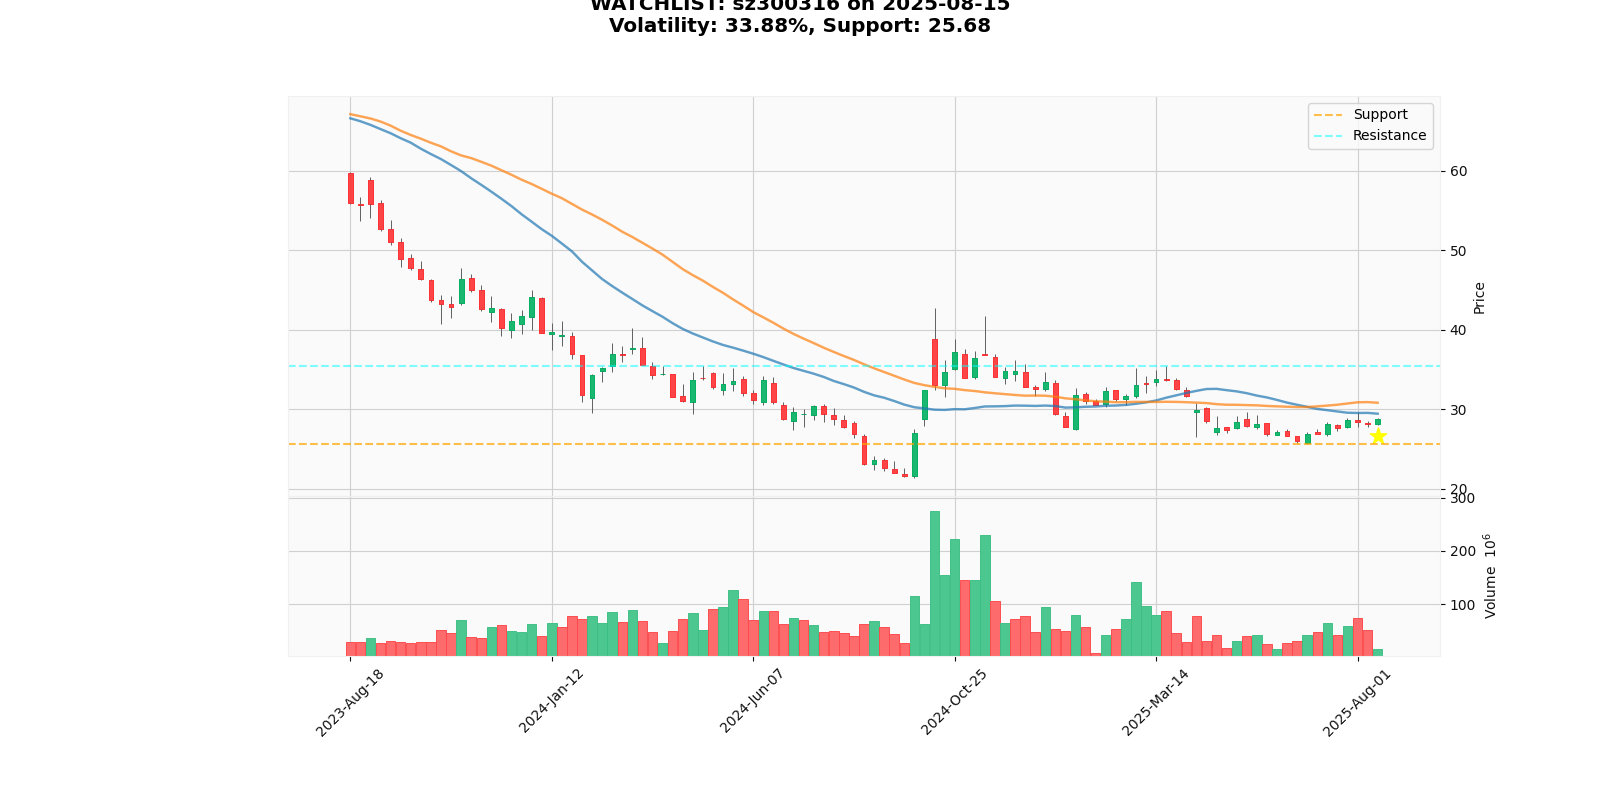 WATCHLIST: sz300316 on 2025-08-15
Volatility: 33.88%, Support: 25.68
Support
Resistance
60
50
40
30
20
Price
300
200
100
Volume 10⁶
2023-Aug-18
2024-Jan-12
2024-Jun-07
2024-Oct-25
2025-Mar-14
2025-Aug-01